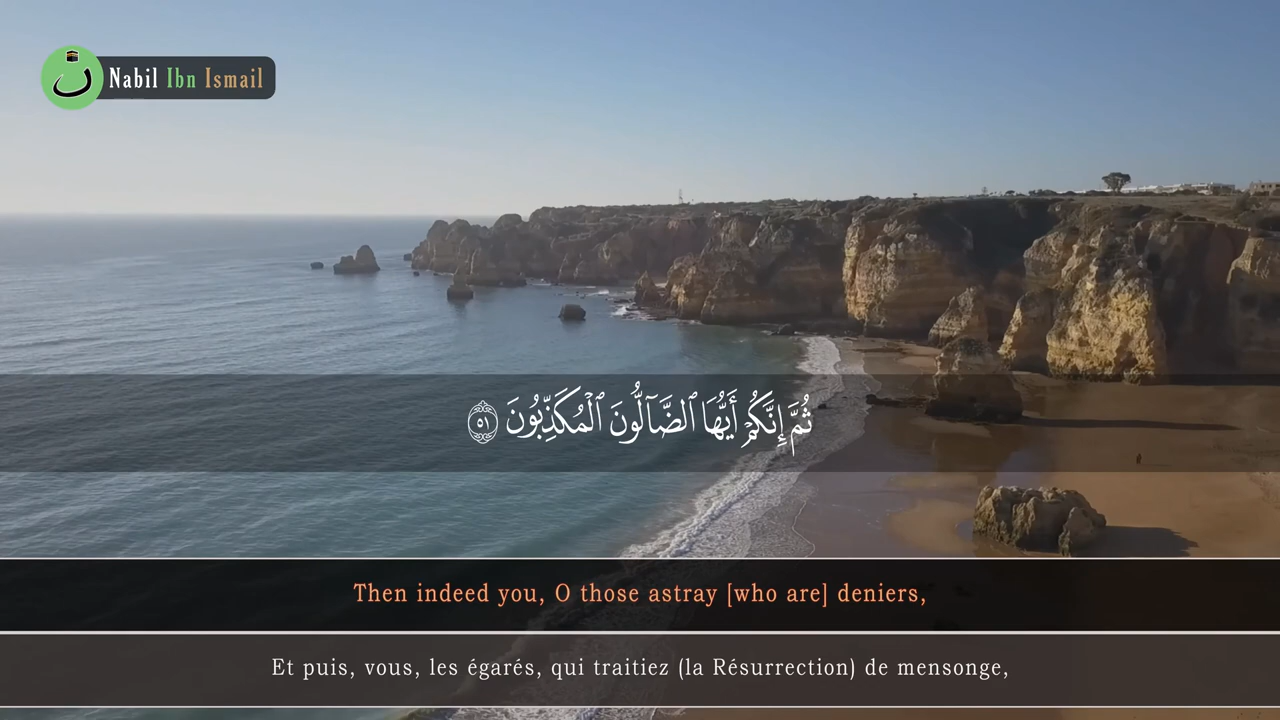 Nabil Ibn Ismail
ثُمَّ إِنَّكُمْ أَيُّهَا ٱلضَّآلُّونَ ٱلْمُكَذِّبُونَ ٥١
Then indeed you, O those astray [who are] deniers,
Et puis, vous, les égarés, qui traitiez (la Résurrection) de mensonge,